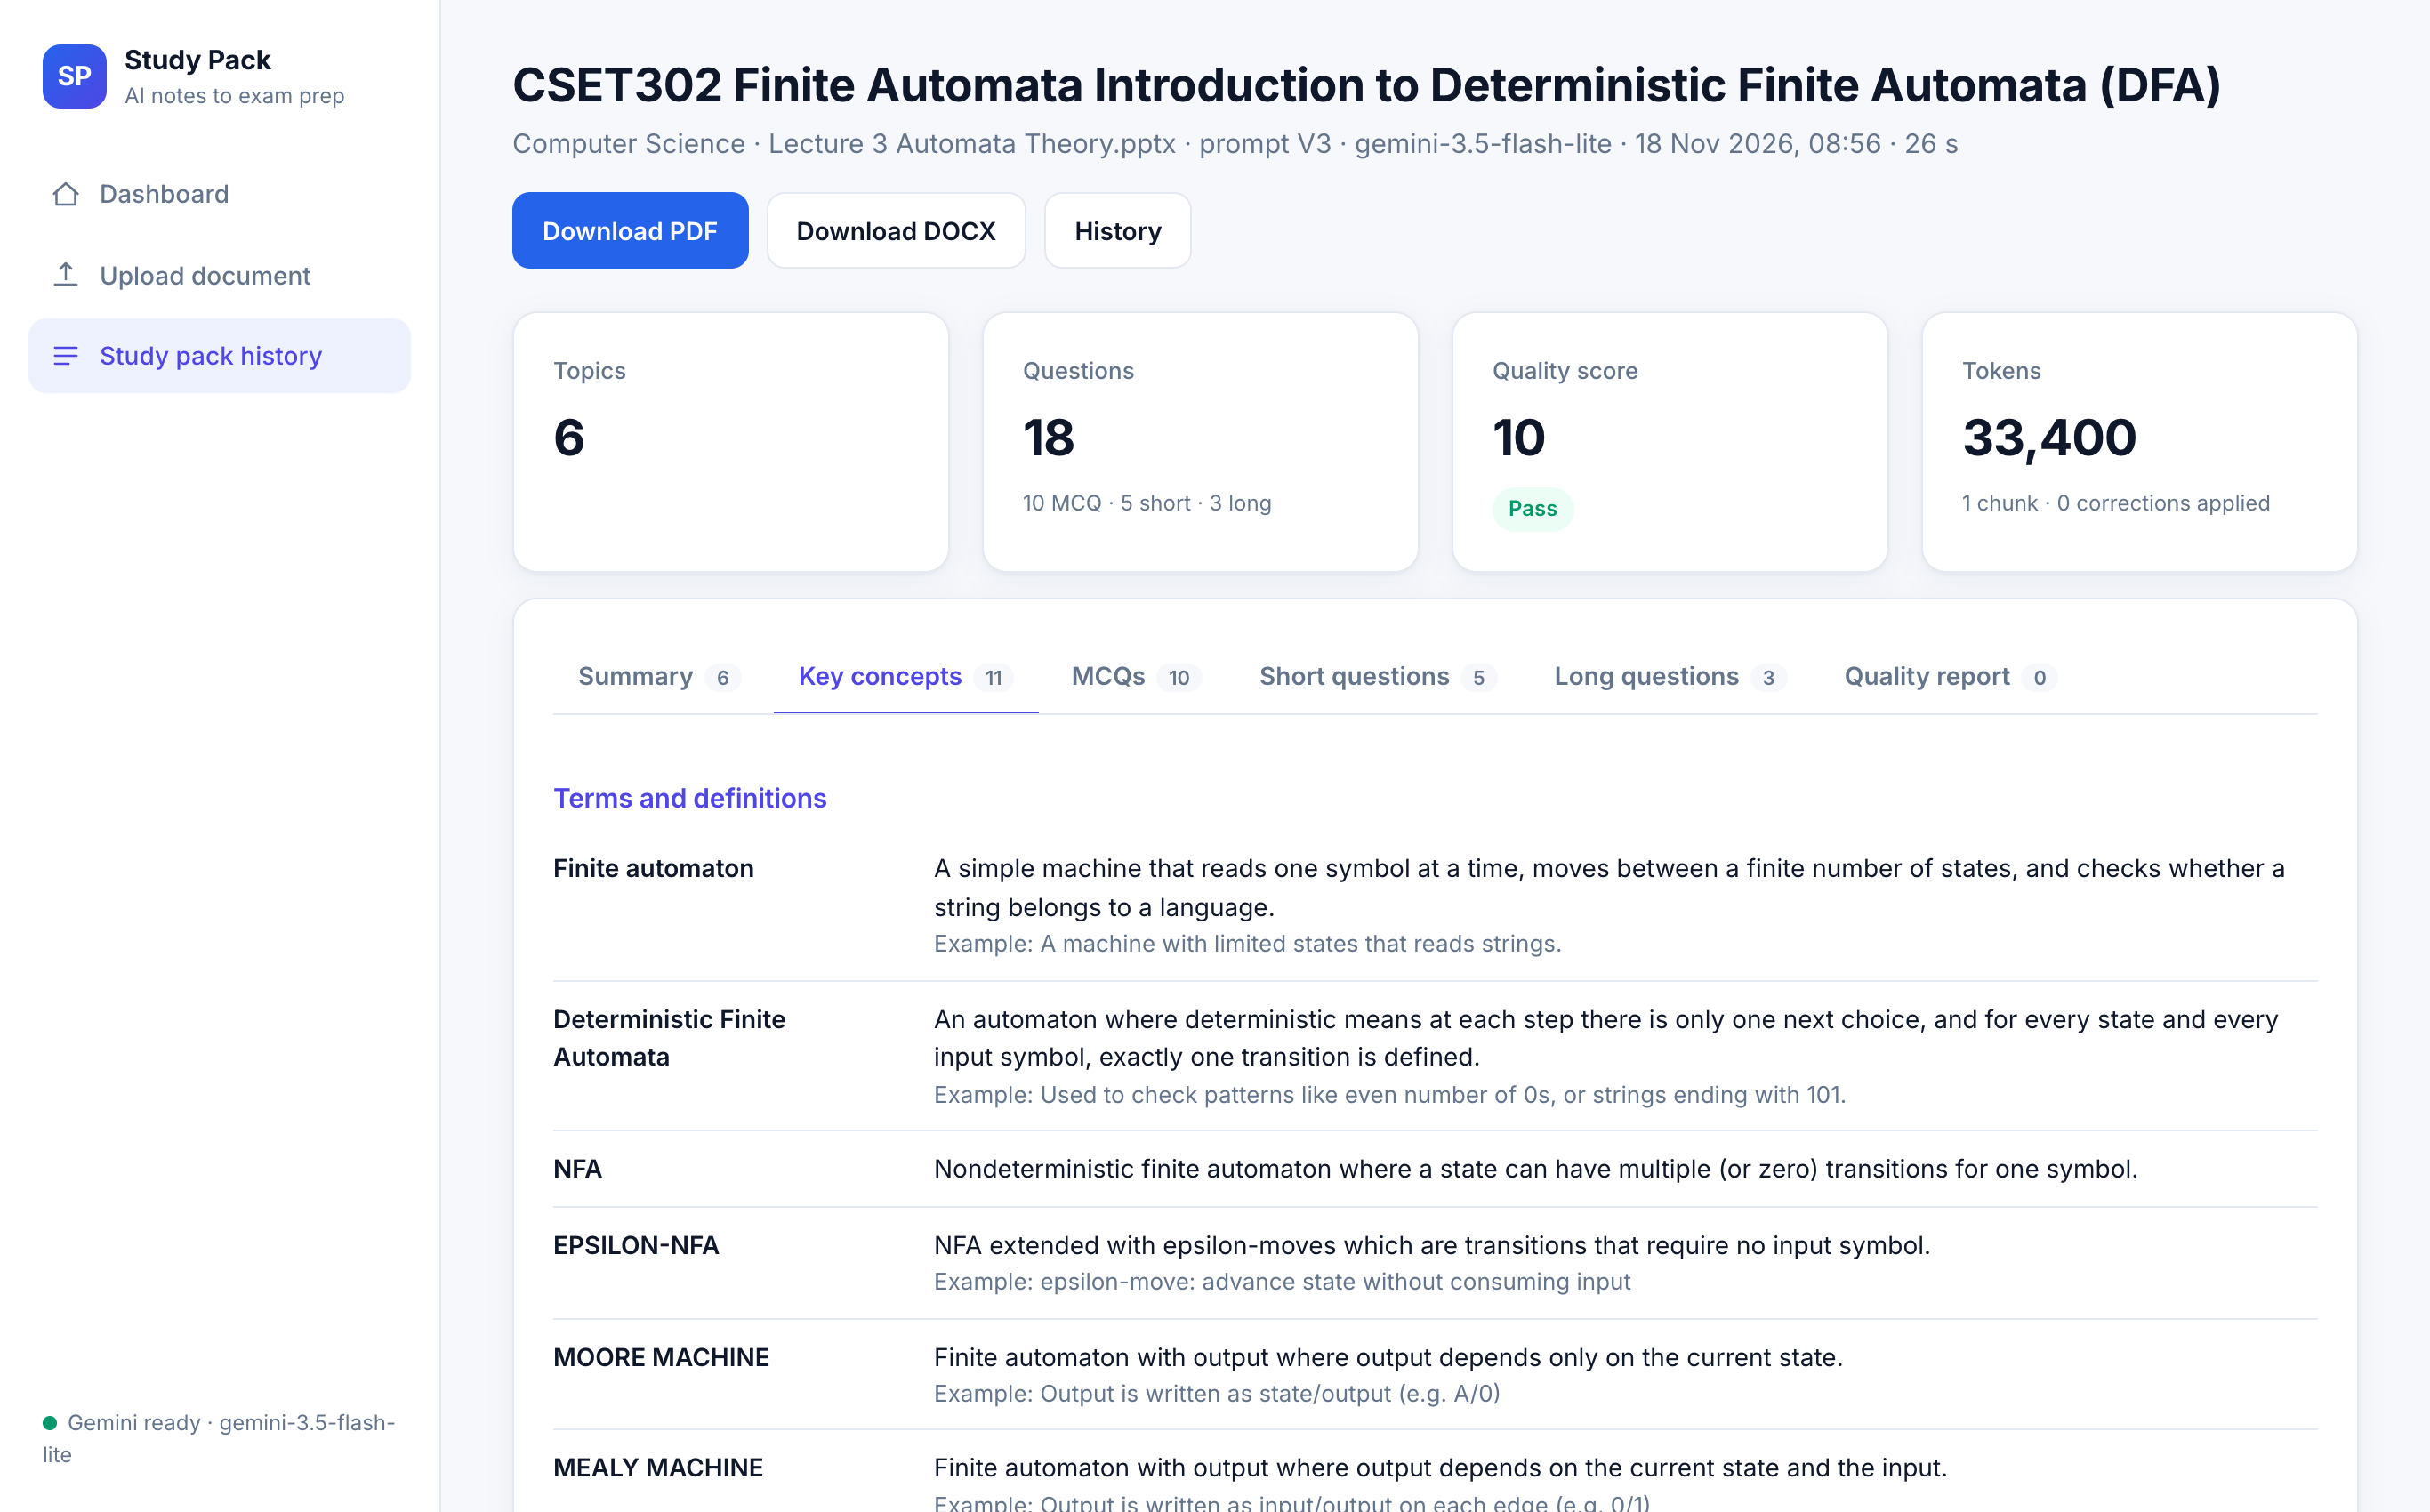 SP
Study Pack
AI notes to exam prep
Dashboard
Upload document
Study pack history
Gemini ready · gemini-3.5-flash-
lite
CSET302 Finite Automata Introduction to Deterministic Finite Automata (DFA)
Computer Science · Lecture 3 Automata Theory.pptx · prompt V3 · gemini-3.5-flash-lite · 18 Nov 2026, 08:56 · 26 s
Download PDF
Download DOCX
History
Topics
6
Questions
18
10 MCQ · 5 short · 3 long
Quality score
10
Pass
Tokens
33,400
1 chunk · 0 corrections applied
Summary 6
Key concepts 11
MCQs 10
Short questions 5
Long questions 3
Quality report 0
Terms and definitions
Finite automaton
A simple machine that reads one symbol at a time, moves between a finite number of states, and checks whether a
string belongs to a language.
Example: A machine with limited states that reads strings.
Deterministic Finite
Automata
An automaton where deterministic means at each step there is only one next choice, and for every state and every
input symbol, exactly one transition is defined.
Example: Used to check patterns like even number of 0s, or strings ending with 101.
NFA
Nondeterministic finite automaton where a state can have multiple (or zero) transitions for one symbol.
EPSILON-NFA
NFA extended with epsilon-moves which are transitions that require no input symbol.
Example: epsilon-move: advance state without consuming input
MOORE MACHINE
Finite automaton with output where output depends only on the current state.
Example: Output is written as state/output (e.g. A/0)
MEALY MACHINE
Finite automaton with output where output depends on the current state and the input.
Example: Output is written as input/output on each edge (e.g. 0/1)